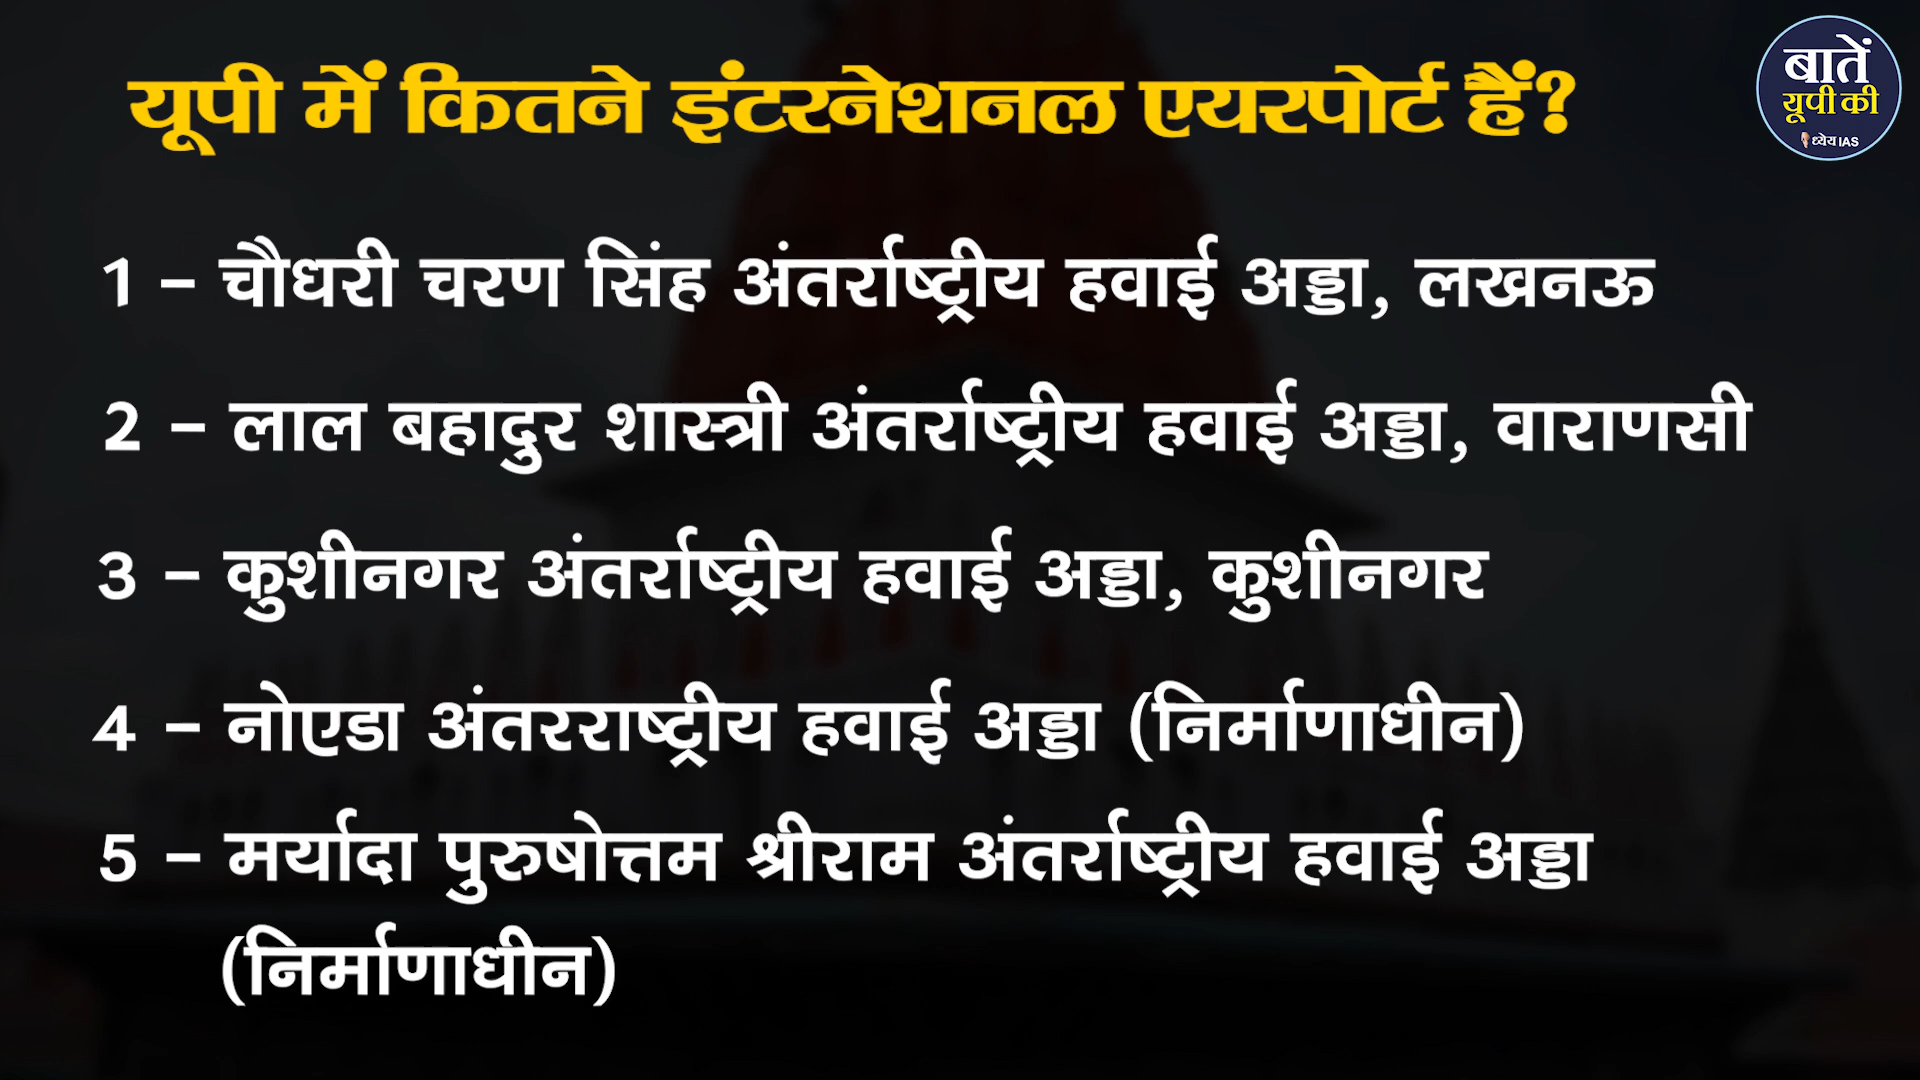 यूपी में कितने इंटरनेशनल एयरपोर्ट हैं?
बातें
यूपी की
ध्येय IAS
1 – चौधरी चरण सिंह अंतर्राष्ट्रीय हवाई अड्डा, लखनऊ
2 – लाल बहादुर शास्त्री अंतर्राष्ट्रीय हवाई अड्डा, वाराणसी
3 – कुशीनगर अंतर्राष्ट्रीय हवाई अड्डा, कुशीनगर
4 – नोएडा अंतरराष्ट्रीय हवाई अड्डा (निर्माणाधीन)
5 – मर्यादा पुरुषोत्तम श्रीराम अंतर्राष्ट्रीय हवाई अड्डा
(निर्माणाधीन)